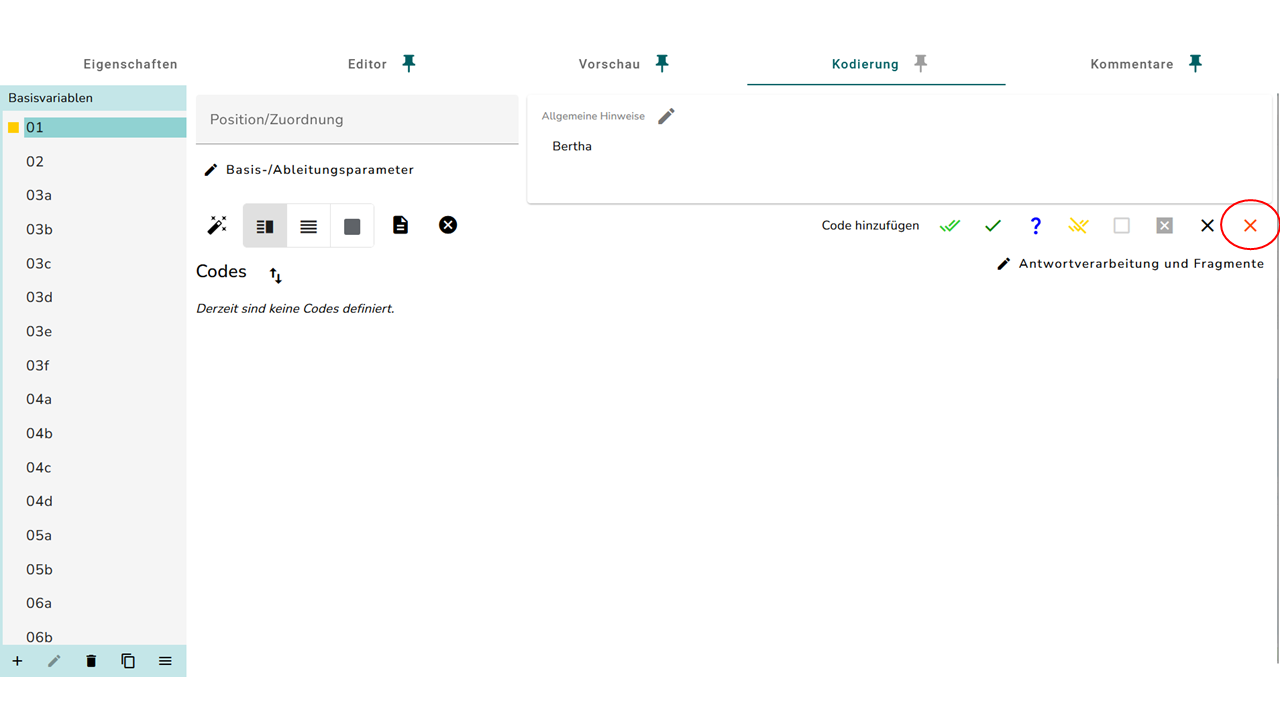 Eigenschaften
Editor
Vorschau
Kodierung
Kommentare
Basisvariablen
01
02
03a
03b
03c
03d
03e
03f
04a
04b
04c
04d
05a
05b
06a
06b
Position/Zuordnung
Basis-/Ableitungsparameter
Allgemeine Hinweise
Bertha
Code hinzufügen
?
Antwortverarbeitung und Fragmente
Codes
Derzeit sind keine Codes definiert.